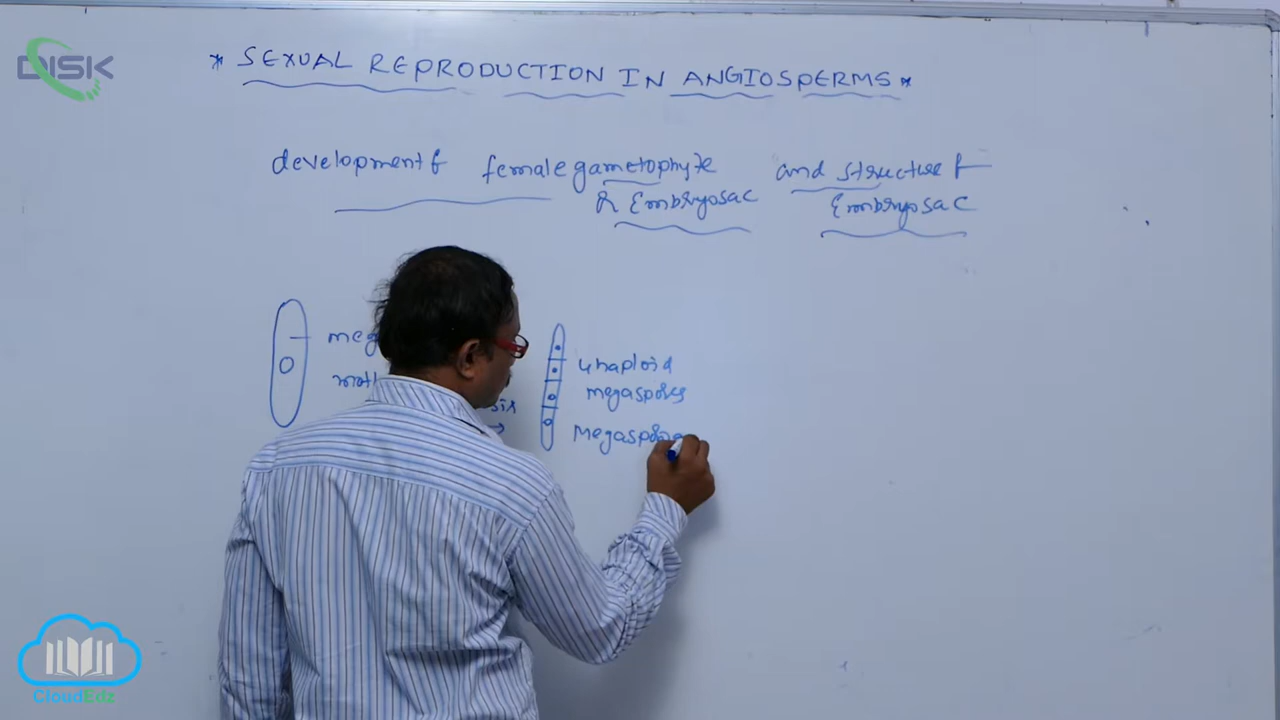 DISK
* SEXUAL REPRODUCTION IN ANGIOSPERMS *
development of female gametophyte and structure of
& Embryosac Embryosac
meg
moth
sis
4 haploid
megaspores
megaspore
CloudEdz